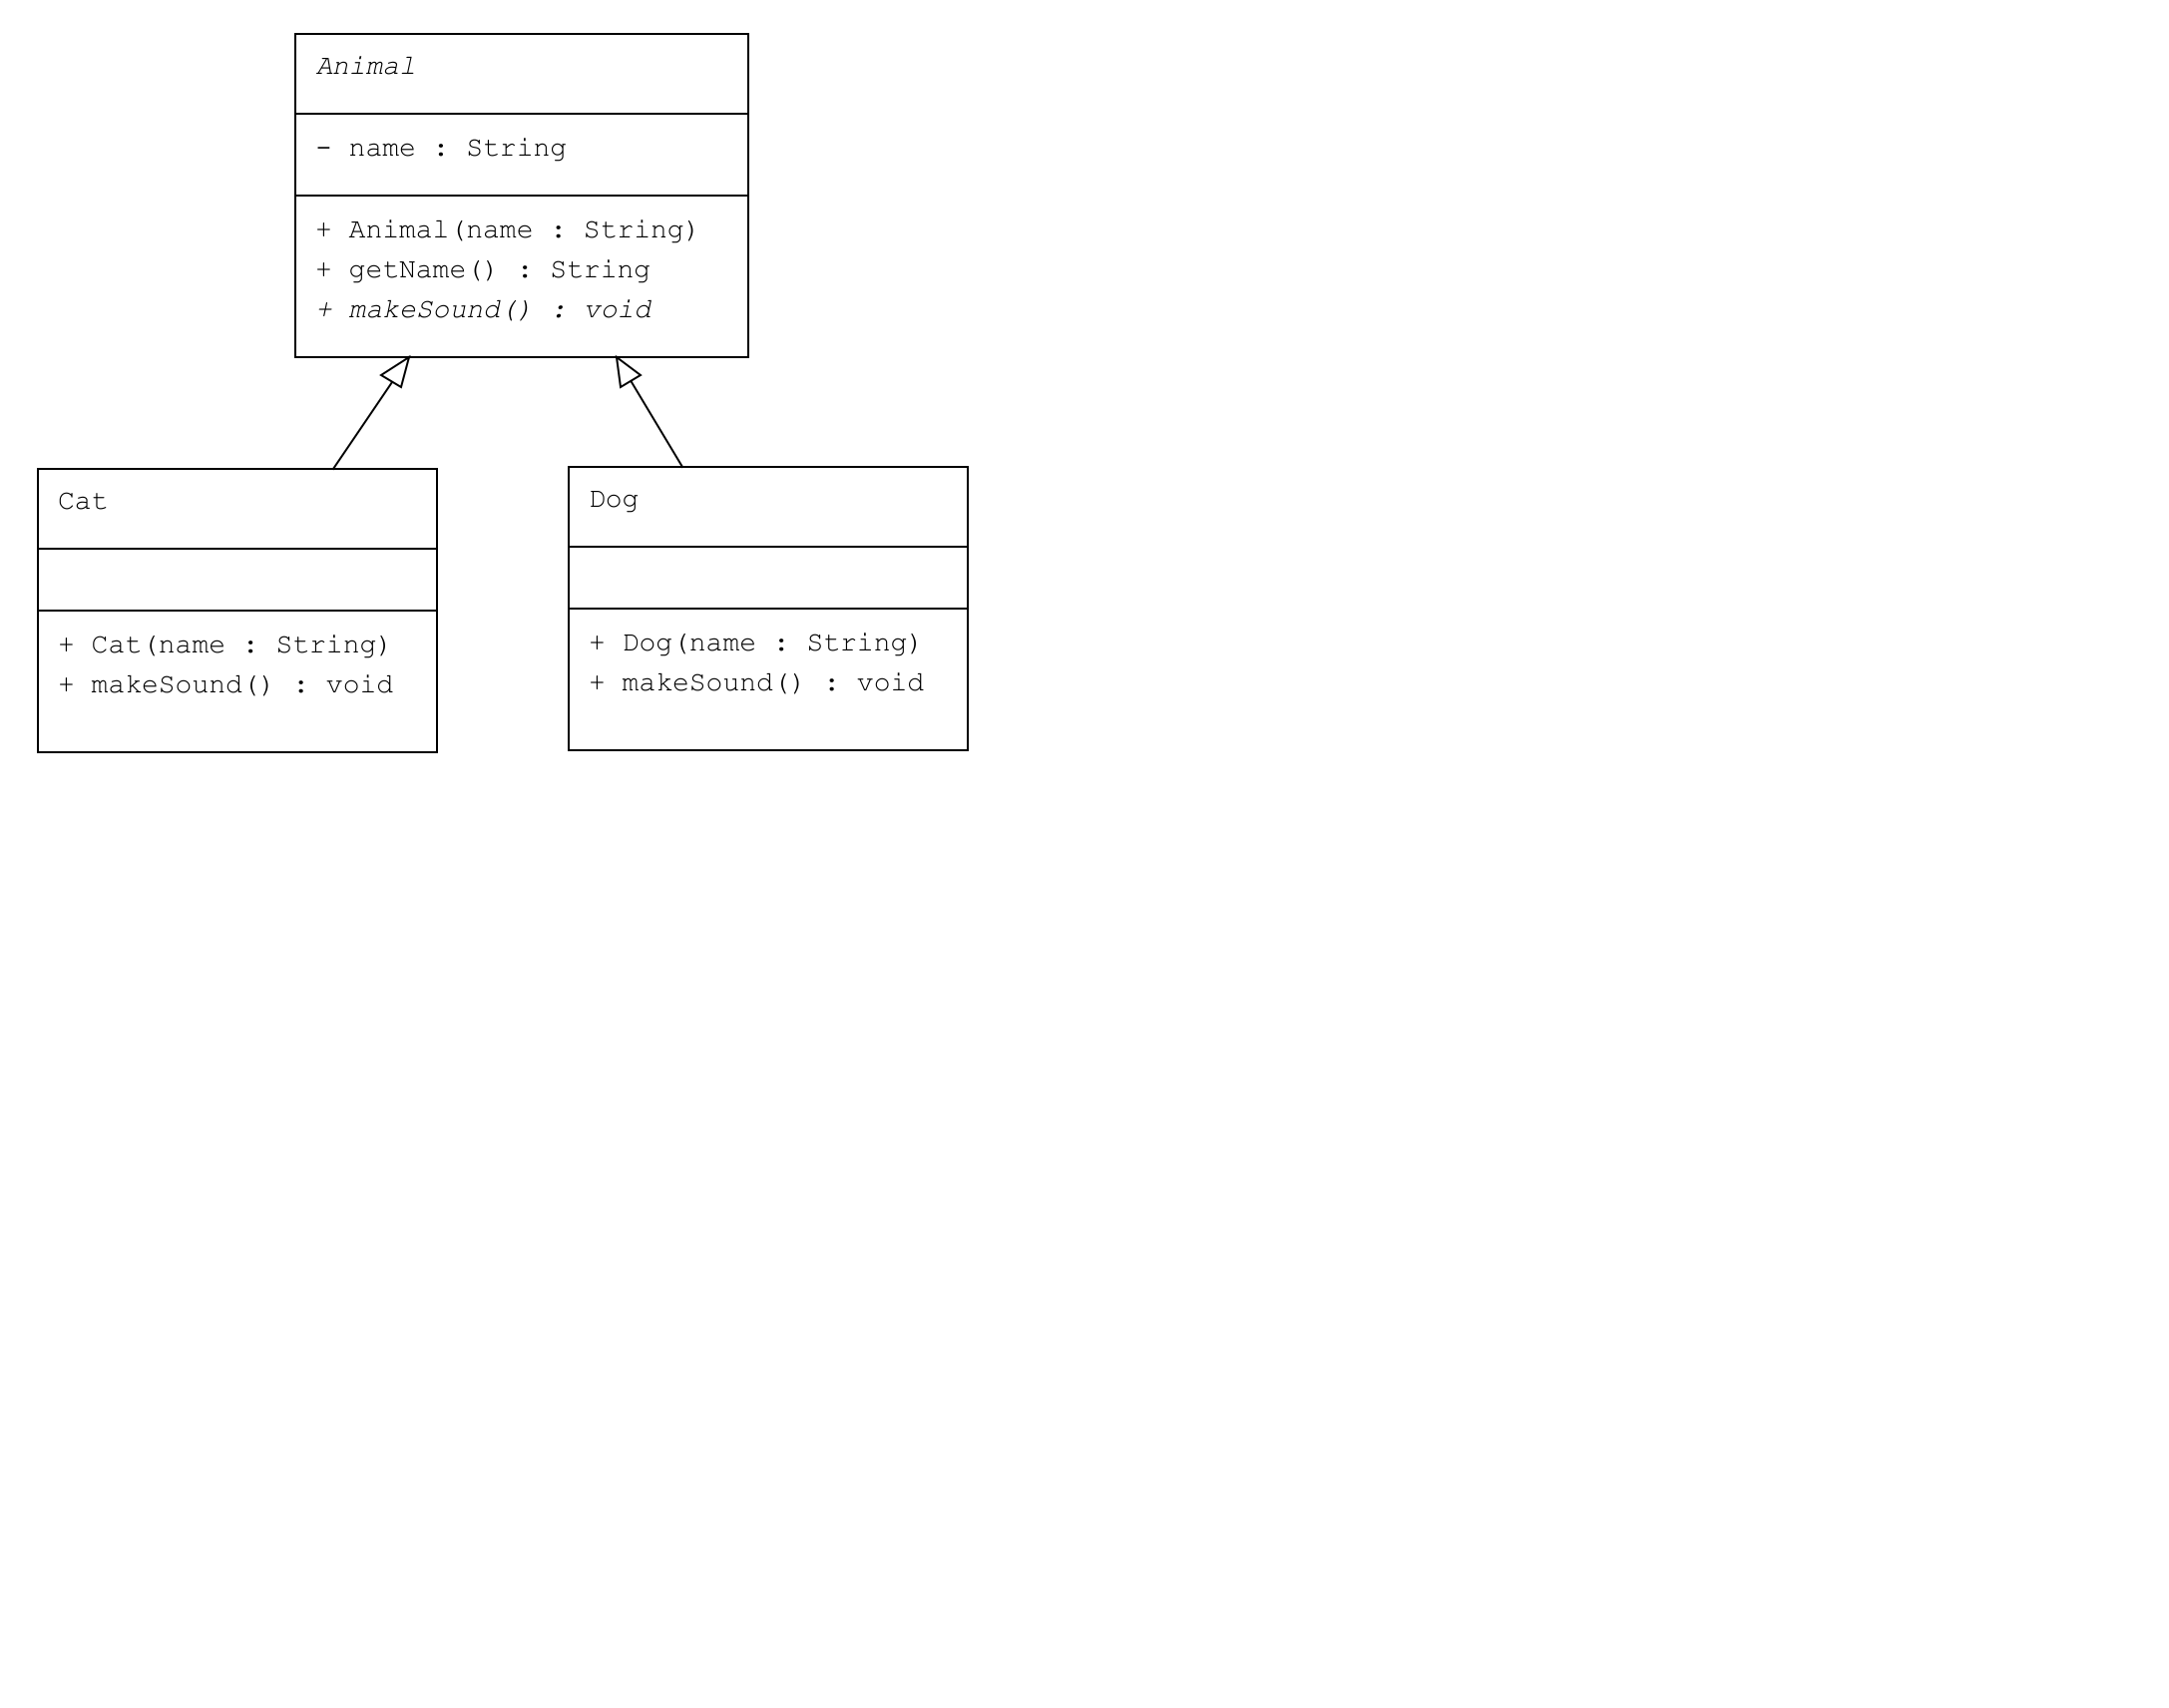 Animal
- name : String
+ Animal(name : String)
+ getName() : String
+ makeSound() : void
Cat
+ Cat(name : String)
+ makeSound() : void
Dog
+ Dog(name : String)
+ makeSound() : void